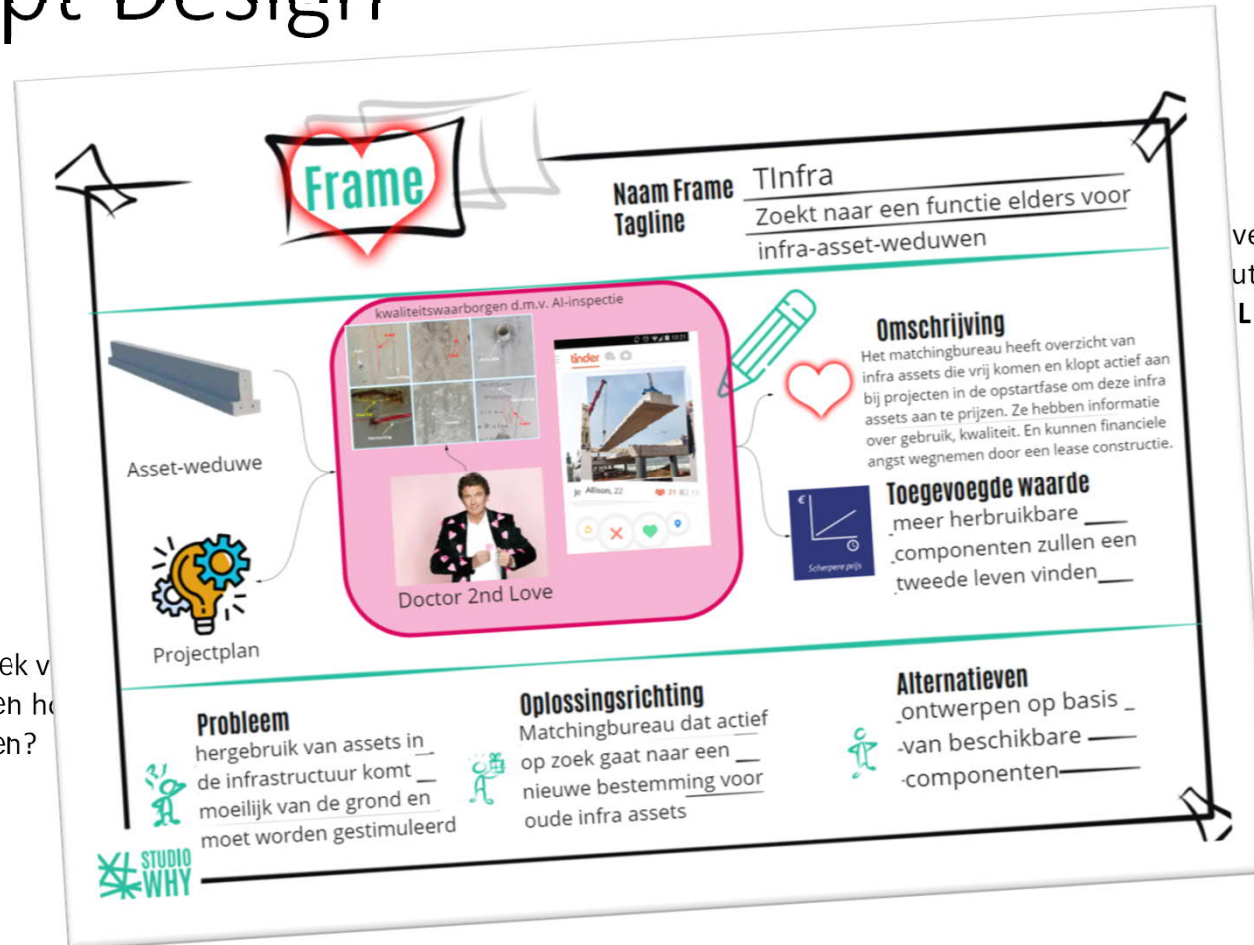 pt Design
Frame
Naam Frame
Tagline
TInfra
Zoekt naar een functie elders voor
infra-asset-weduwen
kwaliteitswaarborgen d.m.v. AI-inspectie
tinder
Allison, 22
Asset-weduwe
Projectplan
Doctor 2nd Love
Omschrijving
Het matchingbureau heeft overzicht van
infra assets die vrij komen en klopt actief aan
bij projecten in de opstartfase om deze infra
assets aan te prijzen. Ze hebben informatie
over gebruik, kwaliteit. En kunnen financiele
angst wegnemen door een lease constructie.
€
Scherpere prijs
Toegevoegde waarde
meer herbruikbare
componenten zullen een
tweede leven vinden
Probleem
hergebruik van assets in
de infrastructuur komt
moeilijk van de grond en
moet worden gestimuleerd
Oplossingsrichting
Matchingbureau dat actief
op zoek gaat naar een
nieuwe bestemming voor
oude infra assets
Alternatieven
ontwerpen op basis
-van beschikbare
-componenten
STUDIO
WHY
ek v
en h
en?
ve
ut
L